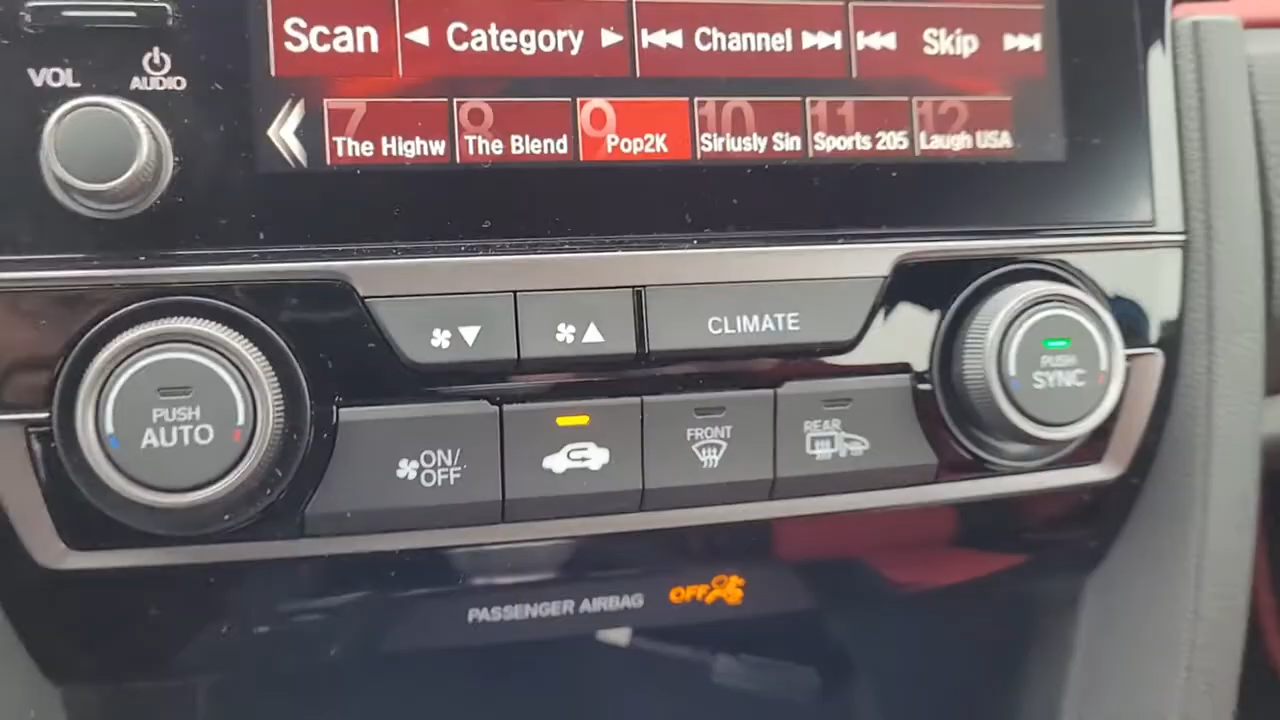 Scan
Category
Channel
Skip
VOL
AUDIO
7
The Highw
8
The Blend
9
Pop2K
10
Siriusly Sin
11
Sports 205
12
Laugh USA
CLIMATE
PUSH
AUTO
ON/
OFF
FRONT
REAR
PUSH
SYNC
PASSENGER AIRBAG
OFF